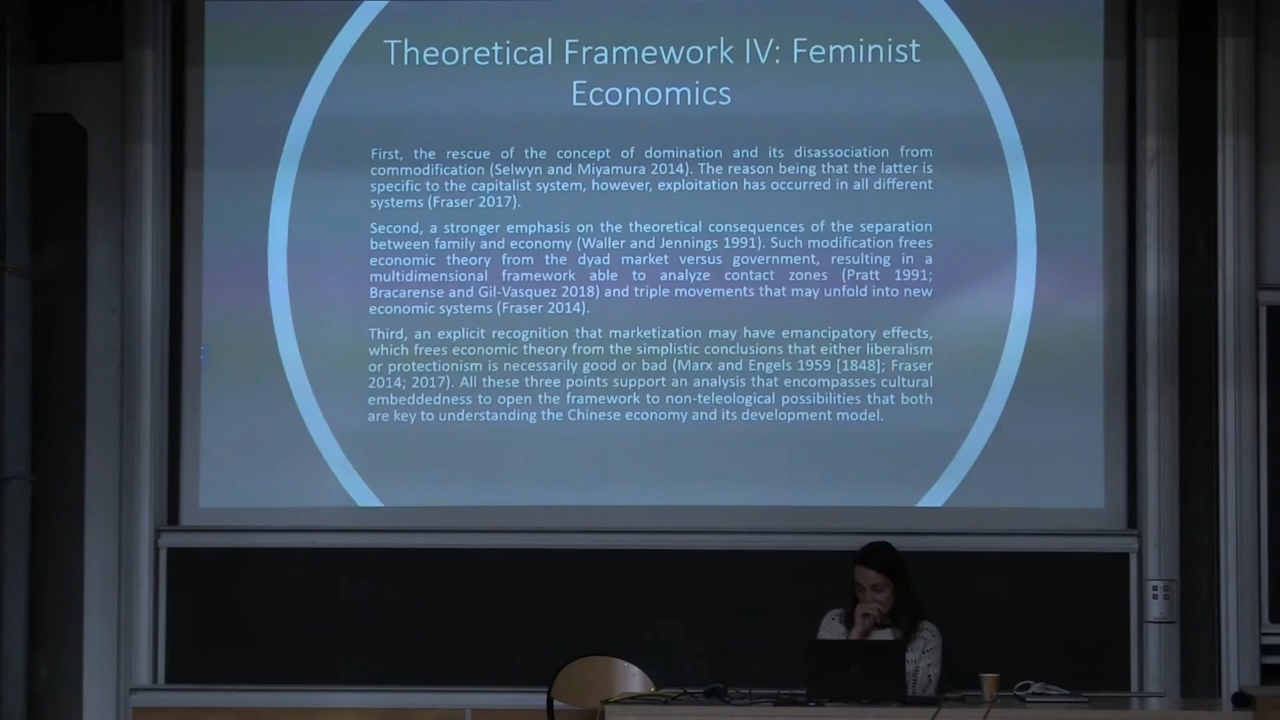 Theoretical Framework IV: Feminist
Economics
First, the rescue of the concept of domination and its disassociation from
commodification (Selwyn and Miyamura 2014). The reason being that the latter is
specific to the capitalist system, however, exploitation has occurred in all different
systems (Fraser 2017).
Second, a stronger emphasis on the theoretical consequences of the separation
between family and economy (Waller and Jennings 1991). Such modification frees
economic theory from the dyad market versus government, resulting in a
multidimensional framework able to analyze contact zones (Pratt 1991;
Bracarense and Gil-Vasquez 2018) and triple movements that may unfold into new
economic systems (Fraser 2014).
Third, an explicit recognition that marketization may have emancipatory effects,
which frees economic theory from the simplistic conclusions that either liberalism
or protectionism is necessarily good or bad (Marx and Engels 1959 [1848]; Fraser
2014; 2017). All these three points support an analysis that encompasses cultural
embeddedness to open the framework to non-teleological possibilities that both
are key to understanding the Chinese economy and its development model.